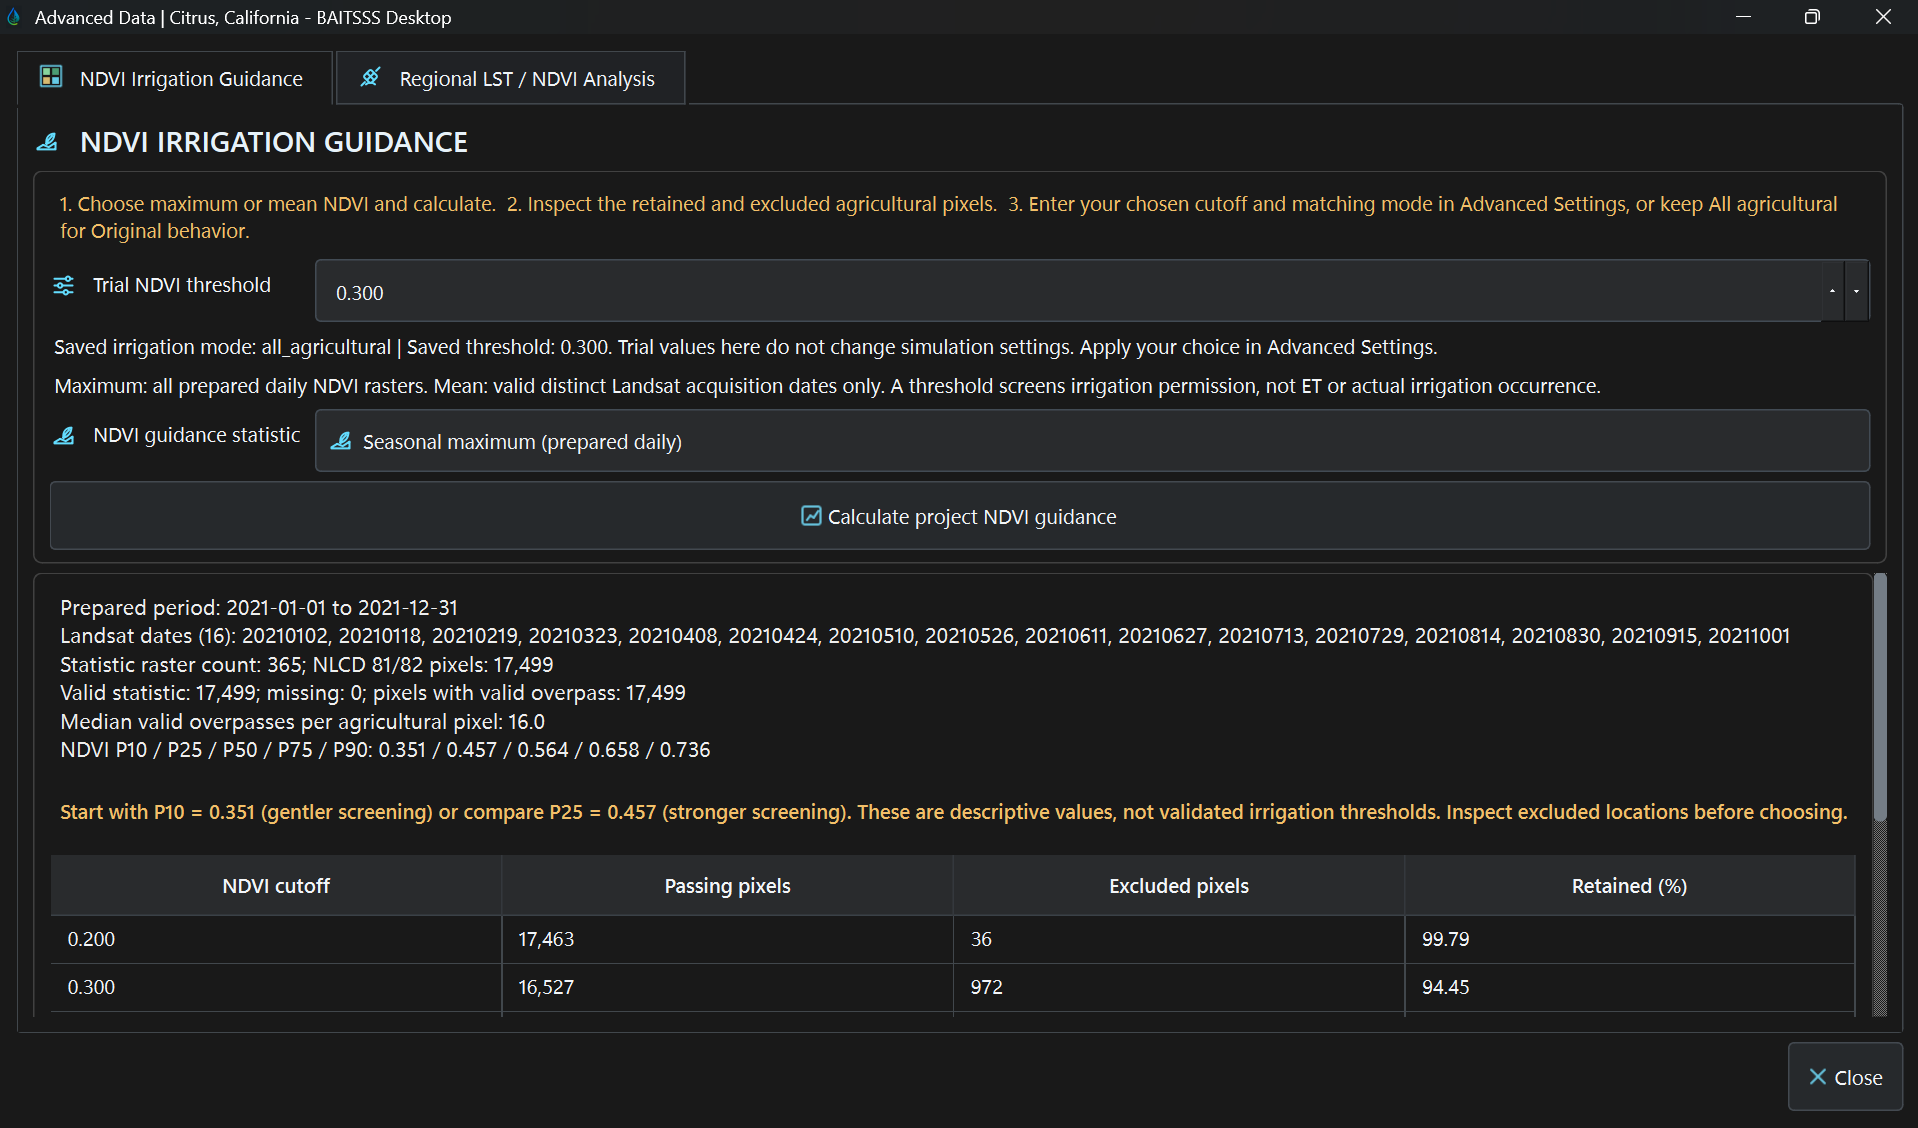 Advanced Data | Citrus, California - BAITSSS Desktop
NDVI Irrigation Guidance
Regional LST / NDVI Analysis
NDVI IRRIGATION GUIDANCE
1. Choose maximum or mean NDVI and calculate.  2. Inspect the retained and excluded agricultural pixels.  3. Enter your chosen cutoff and matching mode in Advanced Settings, or keep All agricultural
for Original behavior.
Trial NDVI threshold
0.300
Saved irrigation mode: all_agricultural | Saved threshold: 0.300. Trial values here do not change simulation settings. Apply your choice in Advanced Settings.
Maximum: all prepared daily NDVI rasters. Mean: valid distinct Landsat acquisition dates only. A threshold screens irrigation permission, not ET or actual irrigation occurrence.
NDVI guidance statistic
Seasonal maximum (prepared daily)
Calculate project NDVI guidance
Prepared period: 2021-01-01 to 2021-12-31
Landsat dates (16): 20210102, 20210118, 20210219, 20210323, 20210408, 20210424, 20210510, 20210526, 20210611, 20210627, 20210713, 20210729, 20210814, 20210830, 20210915, 20211001
Statistic raster count: 365; NLCD 81/82 pixels: 17,499
Valid statistic: 17,499; missing: 0; pixels with valid overpass: 17,499
Median valid overpasses per agricultural pixel: 16.0
NDVI P10 / P25 / P50 / P75 / P90: 0.351 / 0.457 / 0.564 / 0.658 / 0.736
Start with P10 = 0.351 (gentler screening) or compare P25 = 0.457 (stronger screening). These are descriptive values, not validated irrigation thresholds. Inspect excluded locations before choosing.
NDVI cutoff Passing pixels Excluded pixels Retained (%)
0.200 17,463 36 99.79
0.300 16,527 972 94.45
Close